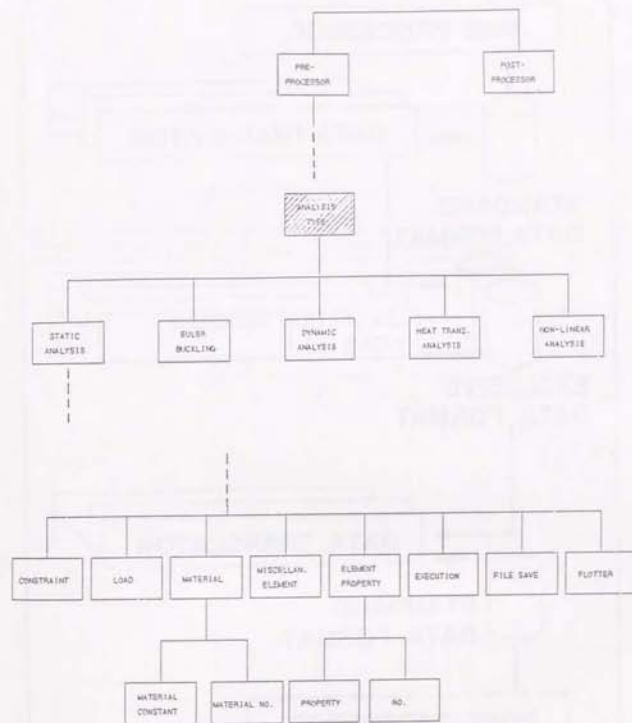 PRE-
PROCESSOR
POST-
PROCESSOR
ANALYSIS
TYPE
STATIC
ANALYSIS
EULER
BUCKLING
DYNAMIC
ANALYSIS
HEAT TRANS.
ANALYSIS
NON-LINEAR
ANALYSIS
CONSTRAINT
LOAD
MATERIAL
MISCELLAN.
ELEMENT
ELEMENT
PROPERTY
EXECUTION
FILE SAVE
PLOTTER
MATERIAL
CONSTANT
MATERIAL NO.
PROPERTY
NO.